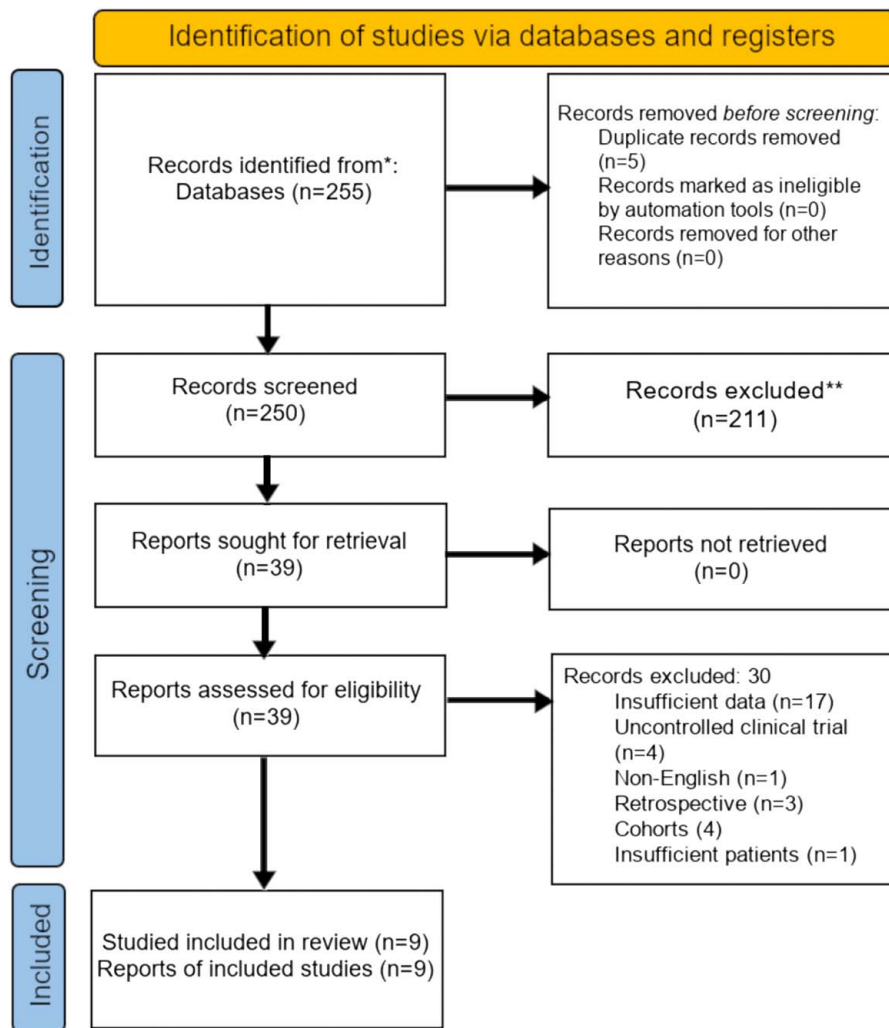 Identification of studies via databases and registers
Identification
Records identified from*:
Databases (n=255)
Records removed before screening:
Duplicate records removed
(n=5)
Records marked as ineligible
by automation tools (n=0)
Records removed for other
reasons (n=0)
Screening
Records screened
(n=250)
Records excluded**
(n=211)
Reports sought for retrieval
(n=39)
Reports not retrieved
(n=0)
Reports assessed for eligibility
(n=39)
Records excluded: 30
Insufficient data (n=17)
Uncontrolled clinical trial
(n=4)
Non-English (n=1)
Retrospective (n=3)
Cohorts (4)
Insufficient patients (n=1)
Included
Studied included in review (n=9)
Reports of included studies (n=9)